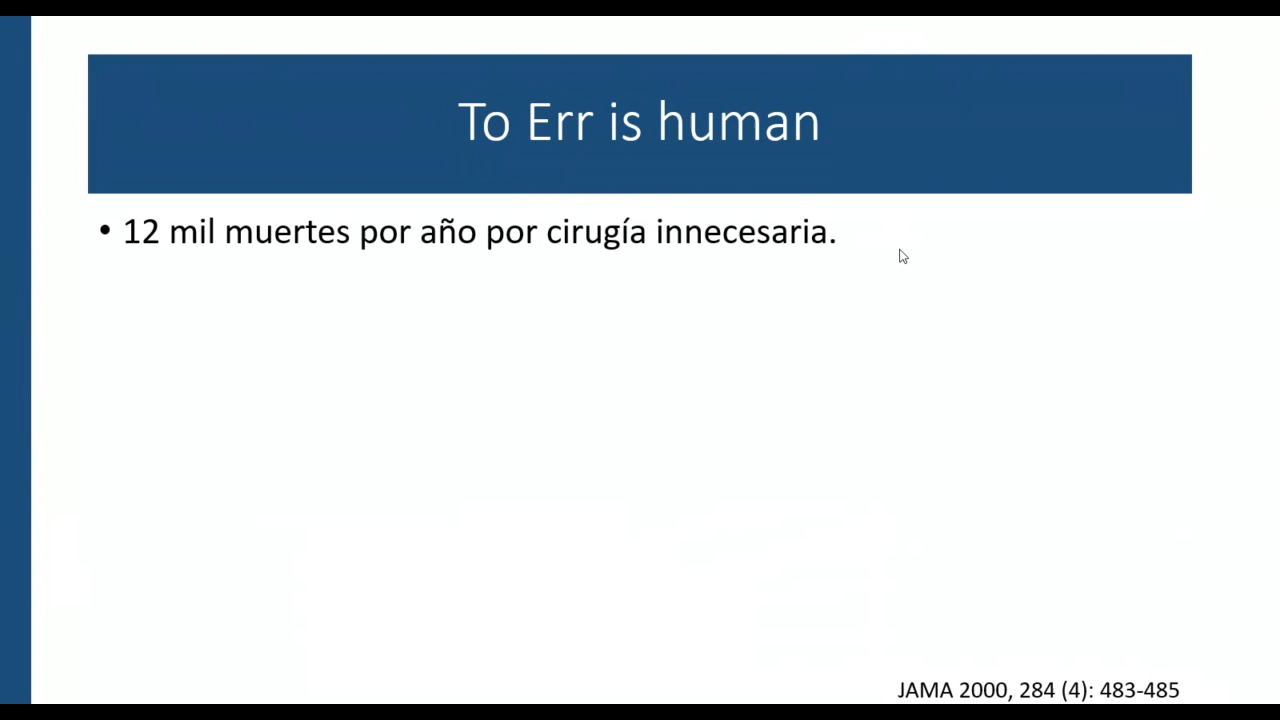 To Err is human
• 12 mil muertes por año por cirugía innecesaria.
JAMA 2000, 284 (4): 483-485